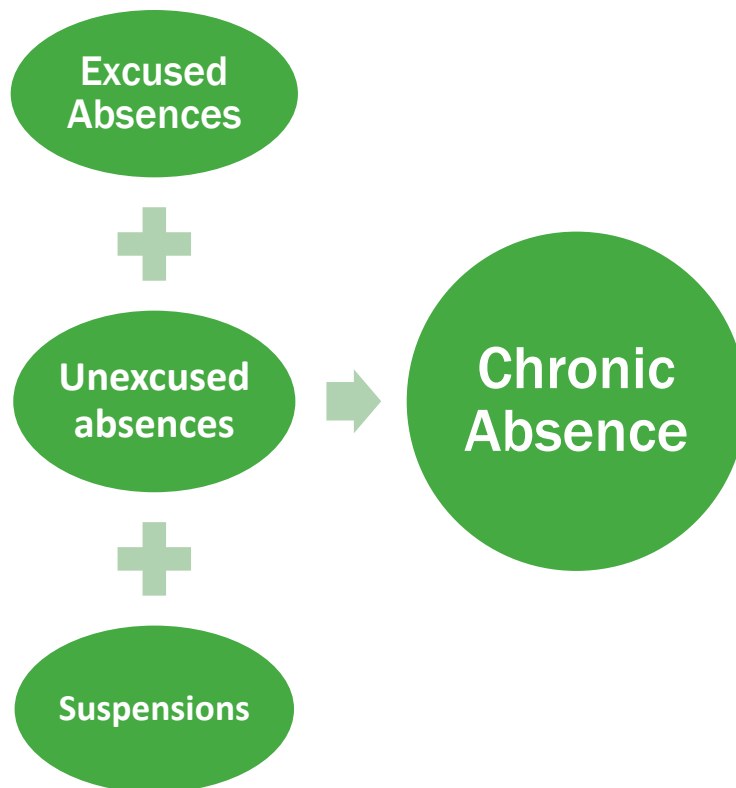 Excused
Absences
Unexcused
absences
Suspensions
Chronic
Absence